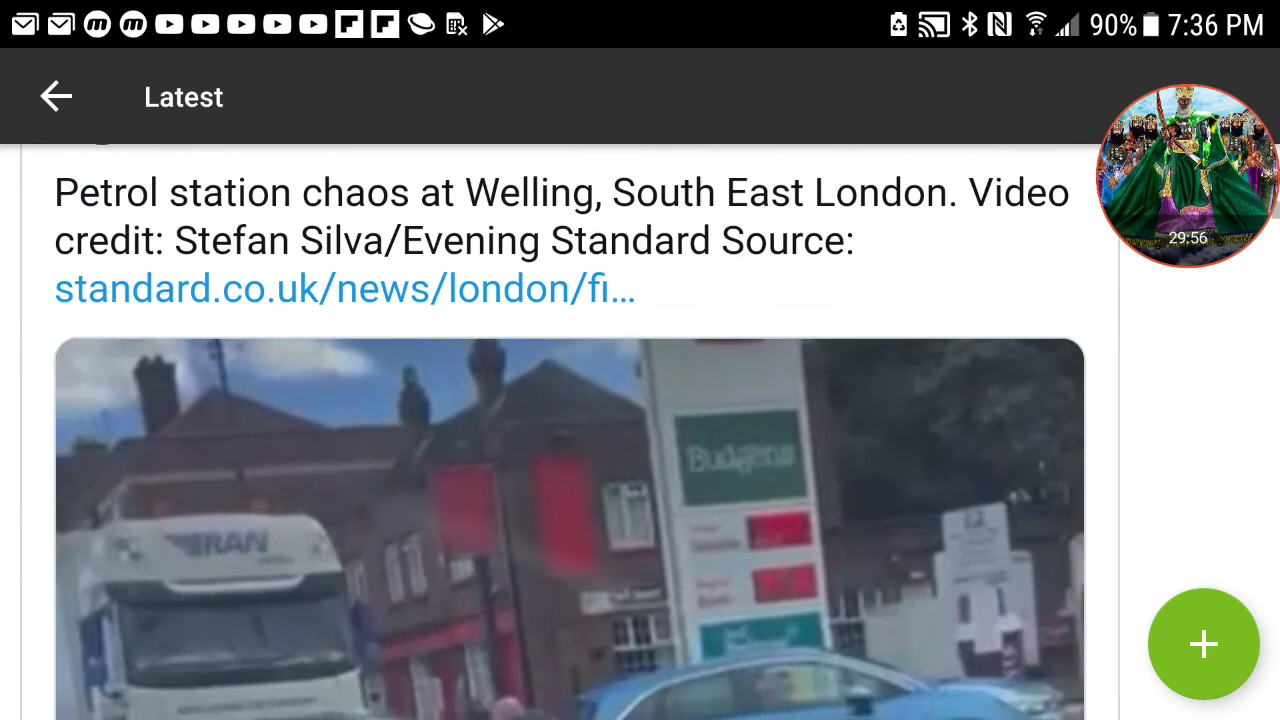 90% 7:36 PM
Latest
29:56
Petrol station chaos at Welling, South East London. Video
credit: Stefan Silva/Evening Standard Source:
standard.co.uk/news/london/fi…
Budgens